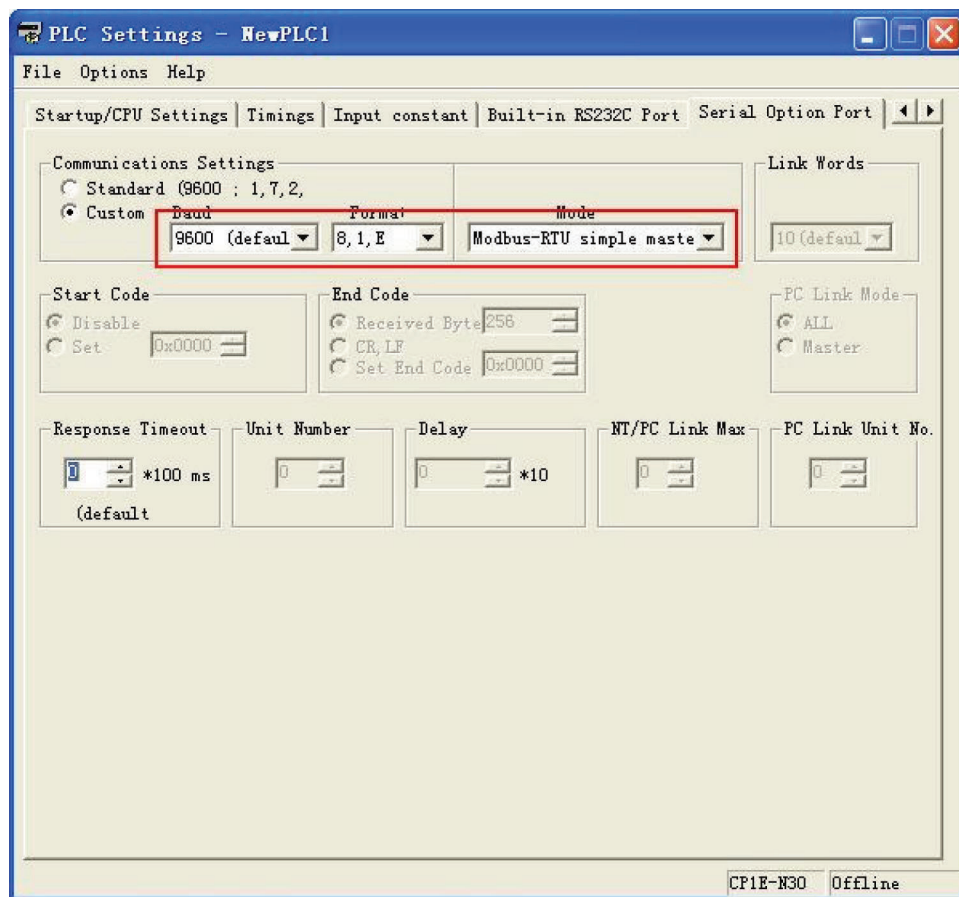 PLC Settings - NewPLC1
File Options Help
Startup/CPU Settings Timings Input constant Built-in RS232C Port Serial Option Port
Communications Settings
Link Words
Standard (9600 ; 1,7,2,
Custom Baud Format Mode
9600 (defaul 8,1,E Modbus-RTU simple maste 10(defaul
Start Code End Code PC Link Mode
Disable Received Byte 256 ALL
Set 0x0000 CR,LF Master
Set End Code 0x0000
Response Timeout Unit Number Delay NT/PC Link Max PC Link Unit No.
0 *100 ms 0 0 *10 0 0
(default
CP1E-N30 Offline